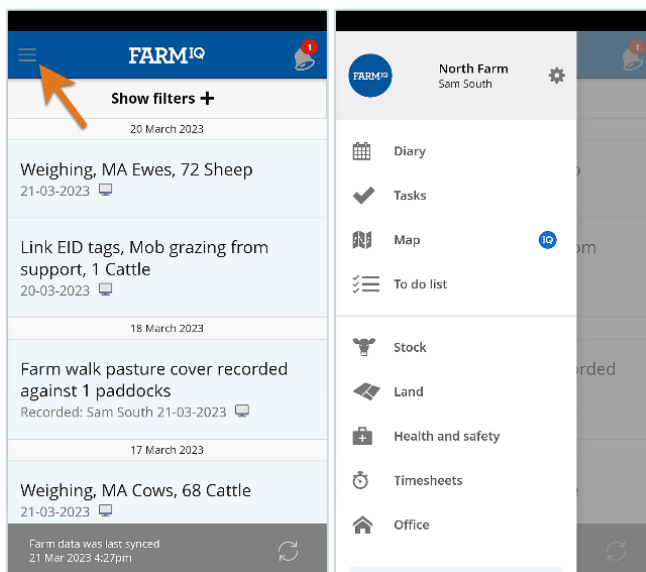 FARMIQ
1
Show filters +
20 March 2023
Weighing, MA Ewes, 72 Sheep
21-03-2023
Link EID tags, Mob grazing from
support, 1 Cattle
20-03-2023
18 March 2023
Farm walk pasture cover recorded
against 1 paddocks
Recorded: Sam South 21-03-2023
17 March 2023
Weighing, MA Cows, 68 Cattle
21-03-2023
Farm data was last synced
21 Mar 2023 4:27pm
FARMIQ
North Farm
Sam South
1
Diary
Tasks
Map
IQ
om
To do list
Stock
orded
Land
Health and safety
Timesheets
Office